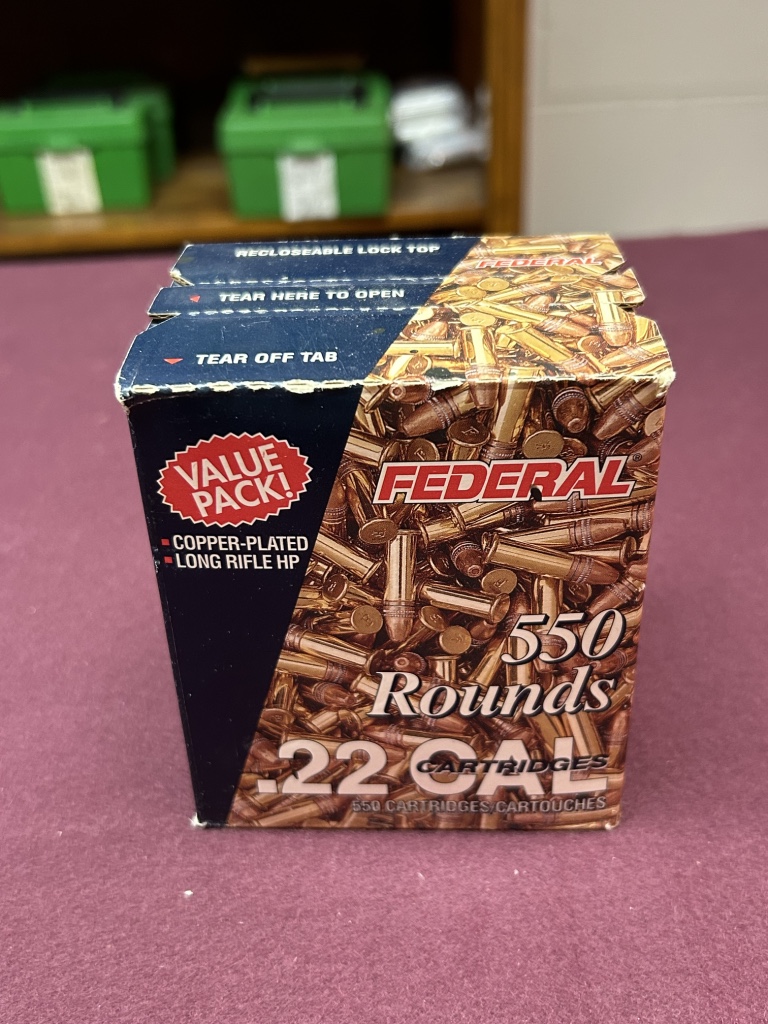 RECLOSEABLE LOCK TOP
FEDERAL
TEAR HERE TO OPEN
TEAR OFF TAB
VALUE
PACK!
FEDERAL®
COPPER-PLATED
LONG RIFLE HP
550
Rounds
.22 CAL
CARTRIDGES
550 CARTRIDGES/CARTOUCHES